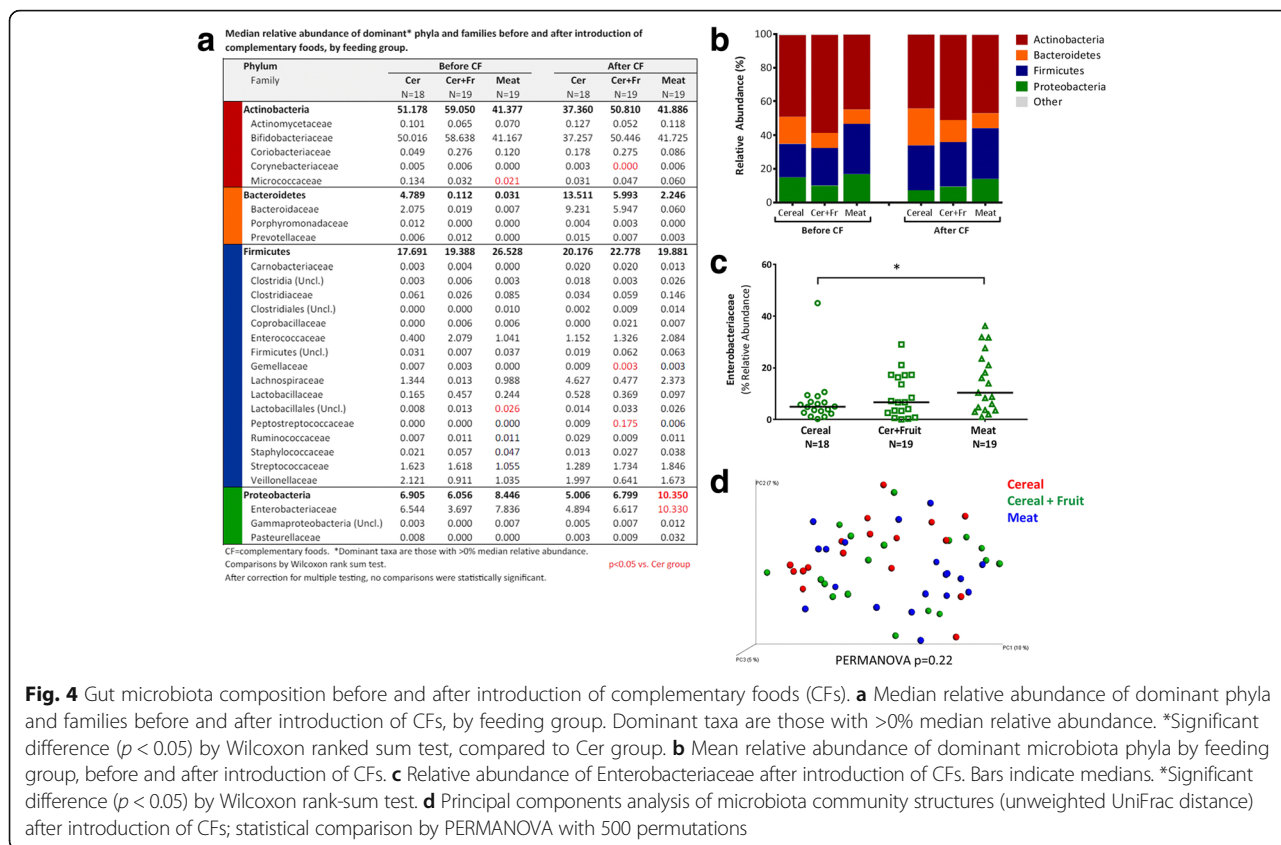 a
Median relative abundance of dominant* phyla and families before and after introduction of
complementary foods, by feeding group.
Phylum Before CF After CF
Family Cer Cer+Fr Meat Cer Cer+Fr Meat
N=18 N=19 N=19 N=18 N=19 N=19
Actinobacteria 51.178 59.050 41.377 37.360 50.810 41.886
Actinomycetaceae 0.101 0.065 0.070 0.127 0.052 0.118
Bifidobacteriaceae 50.016 58.638 41.167 37.257 50.446 41.725
Coriobacteriaceae 0.049 0.276 0.120 0.178 0.275 0.086
Corynebacteriaceae 0.005 0.006 0.000 0.003 0.000 0.006
Micrococcaceae 0.134 0.032 0.021 0.031 0.047 0.060
Bacteroidetes 4.789 0.112 0.031 13.511 5.993 2.246
Bacteroidaceae 2.075 0.019 0.007 9.231 5.947 0.060
Porphyromonadaceae 0.012 0.000 0.000 0.004 0.003 0.000
Prevotellaceae 0.006 0.012 0.000 0.015 0.007 0.003
Firmicutes 17.691 19.388 26.528 20.176 22.778 19.881
Carnobacteriaceae 0.003 0.004 0.000 0.020 0.020 0.013
Clostridia (Uncl.) 0.003 0.006 0.003 0.018 0.003 0.026
Clostridiaceae 0.061 0.026 0.085 0.034 0.059 0.146
Clostridiales (Uncl.) 0.000 0.000 0.010 0.002 0.009 0.014
Coprobacillaceae 0.000 0.006 0.006 0.000 0.021 0.007
Enterococcaceae 0.400 2.079 1.041 1.152 1.326 2.084
Firmicutes (Uncl.) 0.031 0.007 0.037 0.019 0.062 0.063
Gemellaceae 0.007 0.003 0.000 0.009 0.003 0.003
Lachnospiraceae 1.344 0.013 0.988 4.627 0.477 2.373
Lactobacillaceae 0.165 0.457 0.244 0.528 0.369 0.097
Lactobacillales (Uncl.) 0.008 0.013 0.026 0.014 0.033 0.026
Peptostreptococcaceae 0.000 0.000 0.000 0.009 0.175 0.006
Ruminococcaceae 0.007 0.011 0.011 0.029 0.009 0.011
Staphylococcaceae 0.021 0.057 0.047 0.013 0.027 0.038
Streptococcaceae 1.623 1.618 1.055 1.289 1.734 1.846
Veillonellaceae 2.121 0.911 1.035 1.997 0.641 1.673
Proteobacteria 6.905 6.056 8.446 5.006 6.799 10.350
Enterobacteriaceae 6.544 3.697 7.836 4.894 6.617 10.330
Gammaproteobacteria (Uncl.) 0.003 0.000 0.007 0.005 0.007 0.012
Pasteurellaceae 0.008 0.000 0.000 0.003 0.009 0.032
CF=complementary foods. *Dominant taxa are those with >0% median relative abundance.
Comparisons by Wilcoxon rank sum test. p<0.05 vs. Cer group
After correction for multiple testing, no comparisons were statistically significant.
b
Relative Abundance (%)
100
80
60
40
20
0
Cereal Cer+Fr Meat Cereal Cer+Fr Meat
Before CF After CF
Actinobacteria
Bacteroidetes
Firmicutes
Proteobacteria
Other
c
Enterobacteriaceae
(% Relative Abundance)
60
40
20
0
*
Cereal Cer+Fruit Meat
N=18 N=19 N=19
d
PC2 (7 %)
Cereal
Cereal + Fruit
Meat
PC3 (5 %)
PC1 (10 %)
PERMANOVA p=0.22
Fig. 4 Gut microbiota composition before and after introduction of complementary foods (CFs). a Median relative abundance of dominant phyla
and families before and after introduction of CFs, by feeding group. Dominant taxa are those with >0% median relative abundance. *Significant
difference (p < 0.05) by Wilcoxon ranked sum test, compared to Cer group. b Mean relative abundance of dominant microbiota phyla by feeding
group, before and after introduction of CFs. c Relative abundance of Enterobacteriaceae after introduction of CFs. Bars indicate medians. *Significant
difference (p < 0.05) by Wilcoxon rank-sum test. d Principal components analysis of microbiota community structures (unweighted UniFrac distance)
after introduction of CFs; statistical comparison by PERMANOVA with 500 permutations